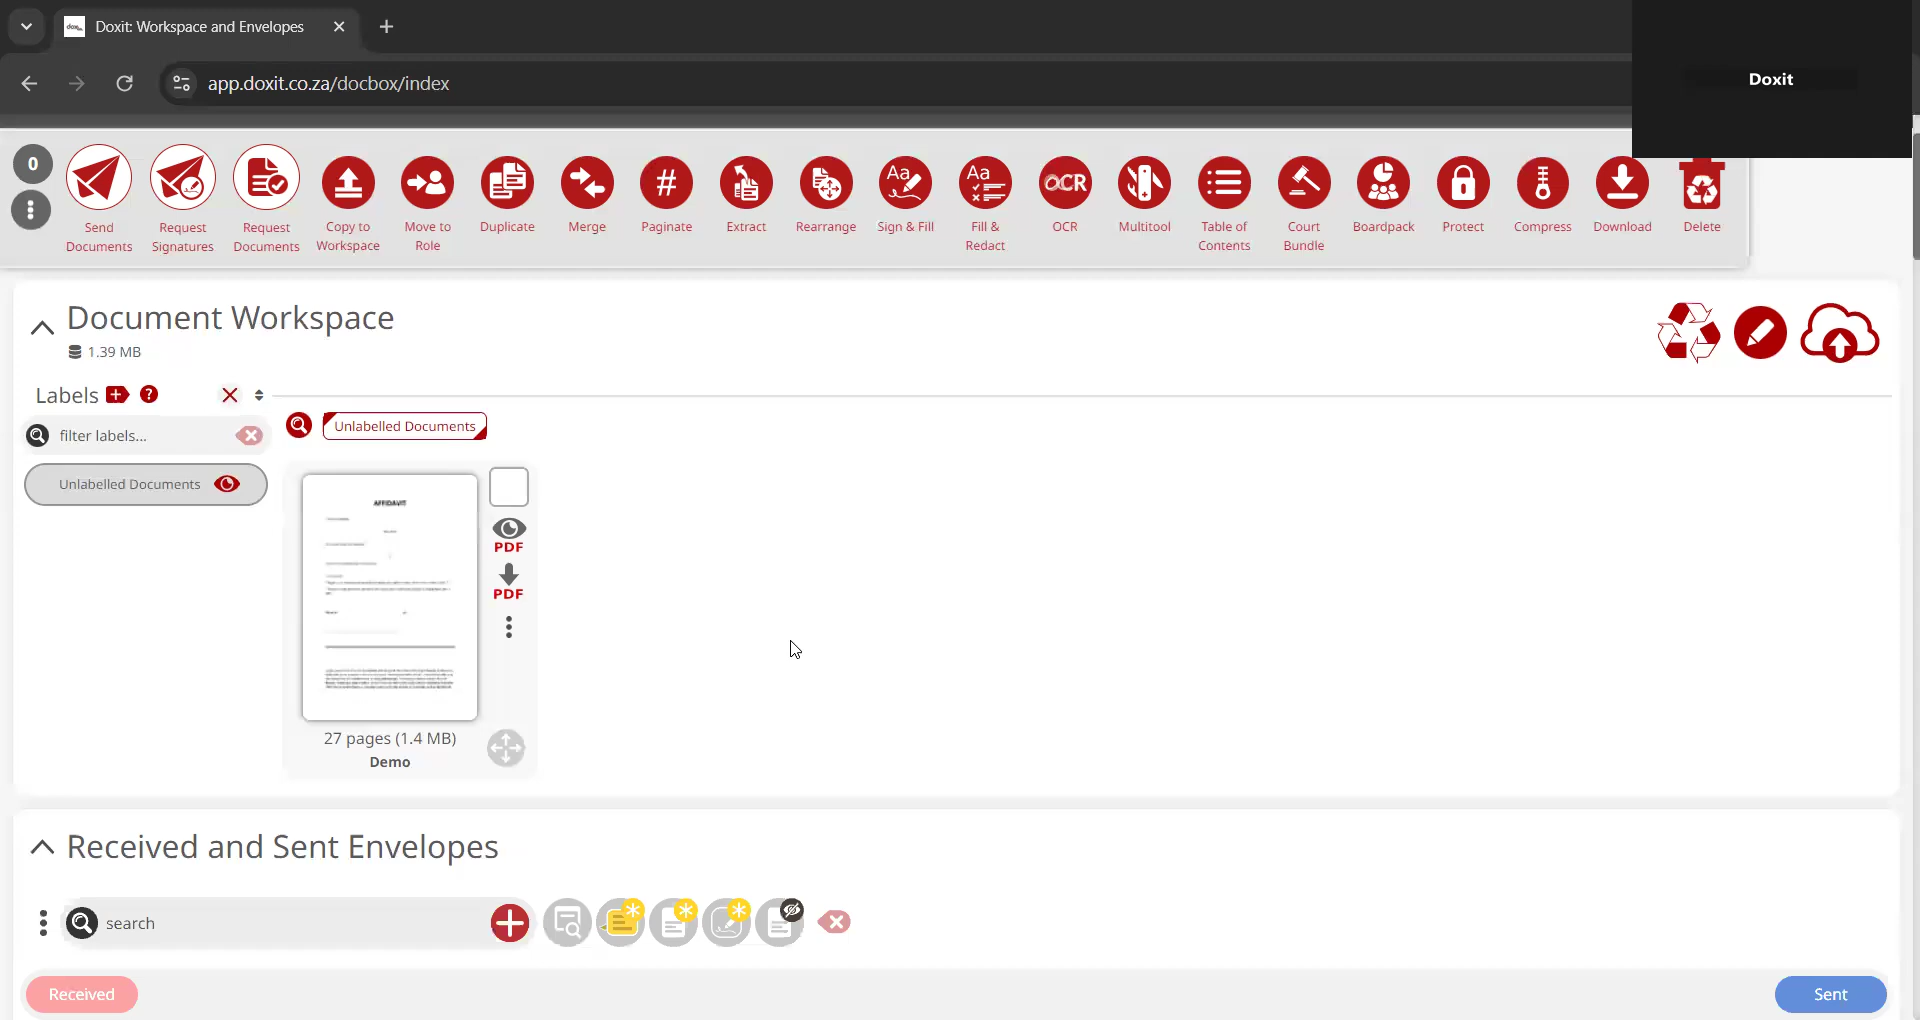 Doxit: Workspace and Envelopes
app.doxit.co.za/docbox/index
Doxit
0
Send Documents
Request Signatures
Request Documents
Copy to Workspace
Move to Role
Duplicate
Merge
#
Paginate
Extract
Rearrange
Aa
Sign & Fill
Aa
Fill & Redact
OCR
OCR
Multitool
Table of Contents
Court Bundle
Boardpack
Protect
Compress
Download
Delete
Document Workspace
1.39 MB
Labels
?
filter labels...
Unlabelled Documents
Unlabelled Documents
AFFIDAVIT
PDF
PDF
27 pages (1.4 MB)
Demo
Received and Sent Envelopes
search
Received
Sent